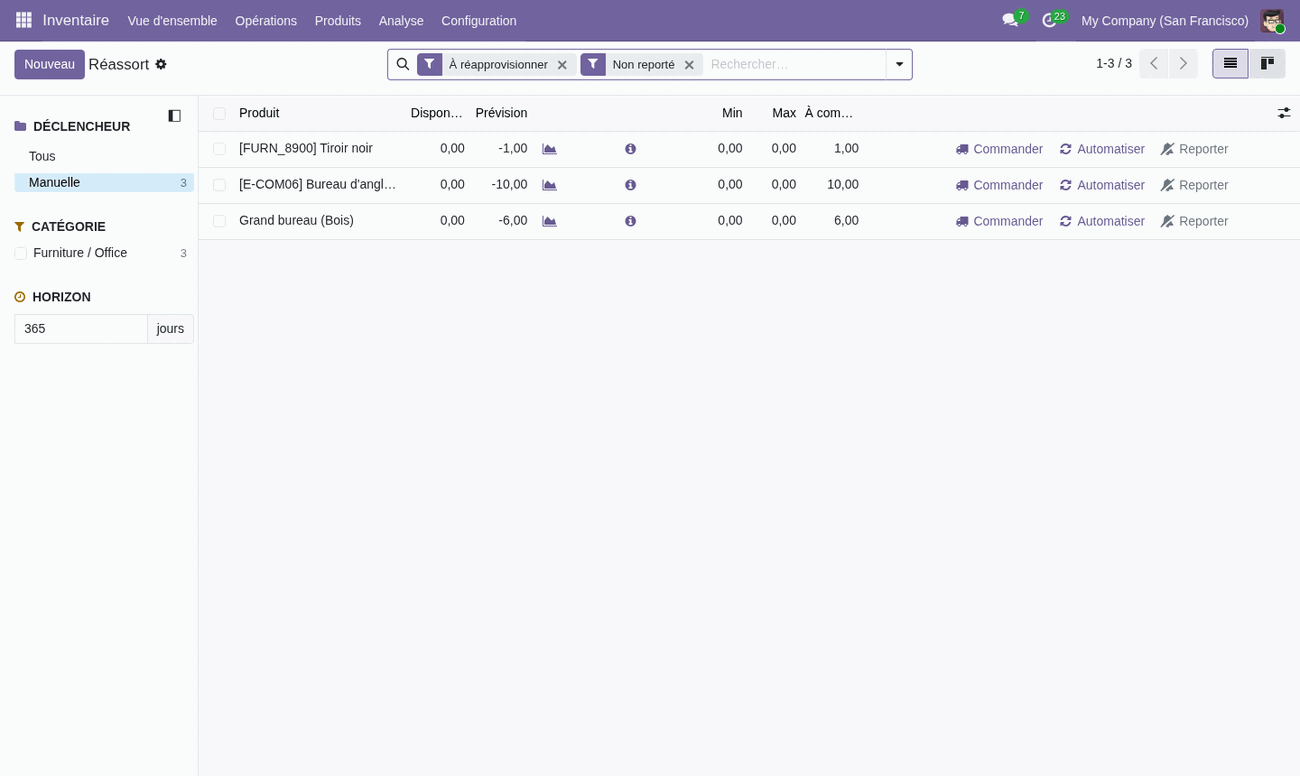 Inventaire Vue d'ensemble Opérations Produits Analyse Configuration 7 23 My Company (San Francisco)
Nouveau Réassort À réapprovisionner Non reporté Rechercher… 1-3 / 3
DÉCLENCHEUR
Tous
Manuelle 3
CATÉGORIE
Furniture / Office 3
HORIZON
365 jours
Produit Dispon… Prévision Min Max À com…
[FURN_8900] Tiroir noir 0,00 -1,00 0,00 0,00 1,00 Commander Automatiser Reporter
[E-COM06] Bureau d'angl… 0,00 -10,00 0,00 0,00 10,00 Commander Automatiser Reporter
Grand bureau (Bois) 0,00 -6,00 0,00 0,00 6,00 Commander Automatiser Reporter